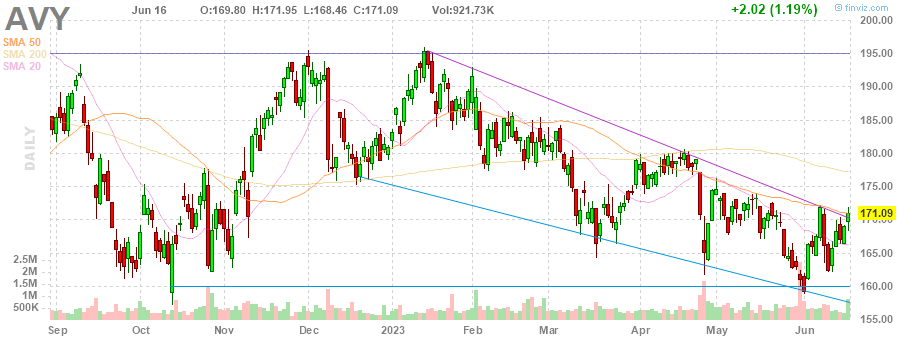 AVY Jun 16 O:169.80 H:171.95 L:168.46 C:171.09 Vol:921.73K +2.02 (1.19%) finviz.com
SMA 50
SMA 200
SMA 20
DAILY
200.00
195.00
190.00
185.00
180.00
175.00
171.09
170.00
165.00
160.00
155.00
2.5M
2M
1.5M
1M
500K
Sep Oct Nov Dec 2023 Feb Mar Apr May Jun